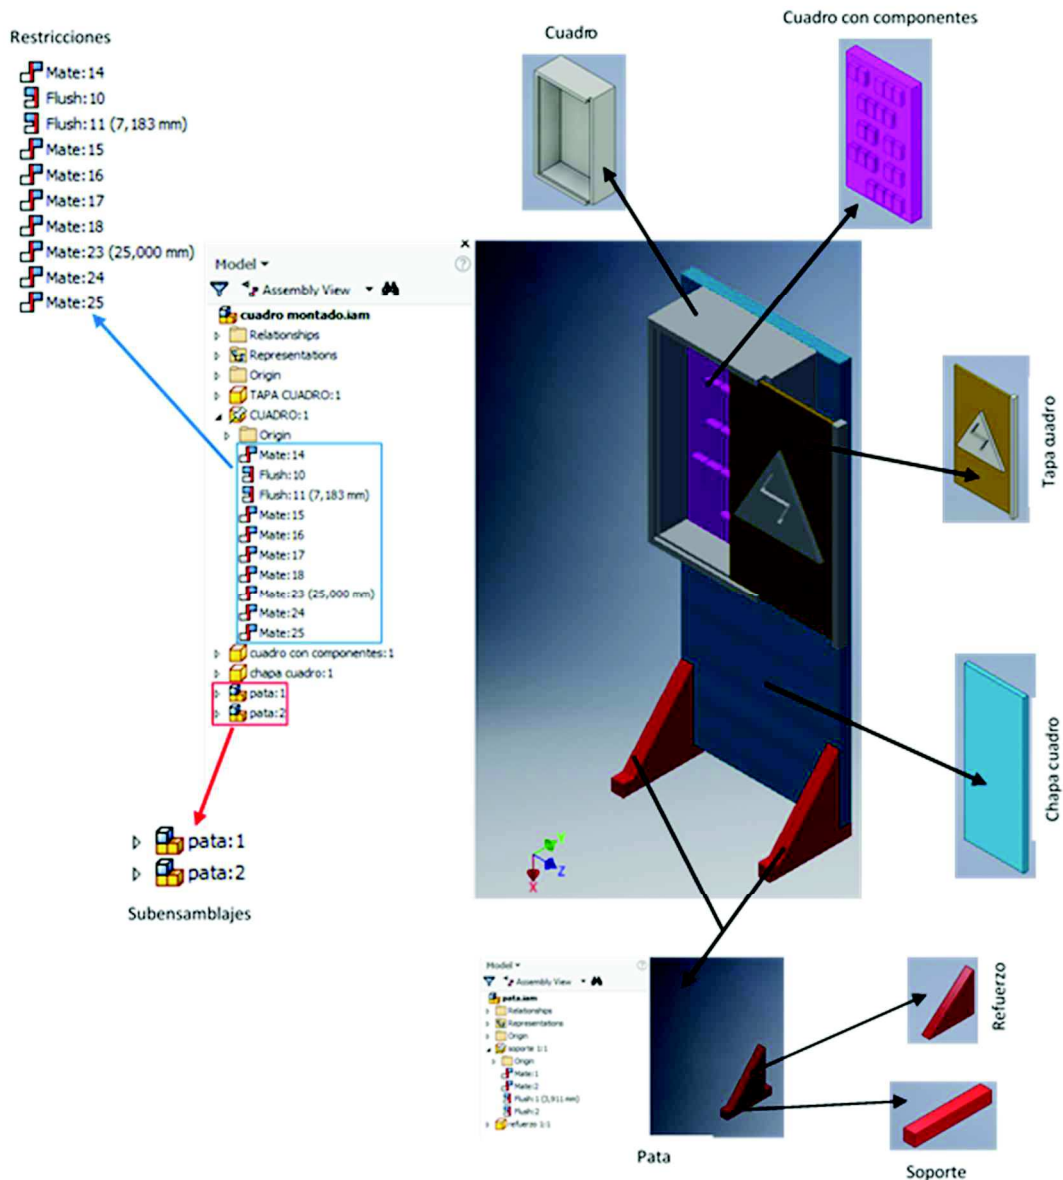 Restricciones
Mate:14
Flush:10
Flush:11 (7,183 mm)
Mate:15
Mate:16
Mate:17
Mate:18
Mate:23 (25,000 mm)
Mate:24
Mate:25
Cuadro
Cuadro con componentes
Model
Assembly View
cuadro montado.iam
Relationships
Representations
Origin
TAPA CUADRO:1
CUADRO:1
Origin
Mate:14
Flush:10
Flush:11 (7,183 mm)
Mate:15
Mate:16
Mate:17
Mate:18
Mate:23 (25,000 mm)
Mate:24
Mate:25
cuadro con componentes:1
chapa cuadro:1
pata:1
pata:2
pata:1
pata:2
Subensamblajes
Y
Z
X
Tapa cuadro
Chapa cuadro
Model
Assembly View
pata.iam
Relationships
Representations
Origin
soporte 1:1
Origin
Mate:1
Mate:2
Flush:1 (3,911 mm)
Flush:2
refuerzo 1:1
Pata
Refuerzo
Soporte